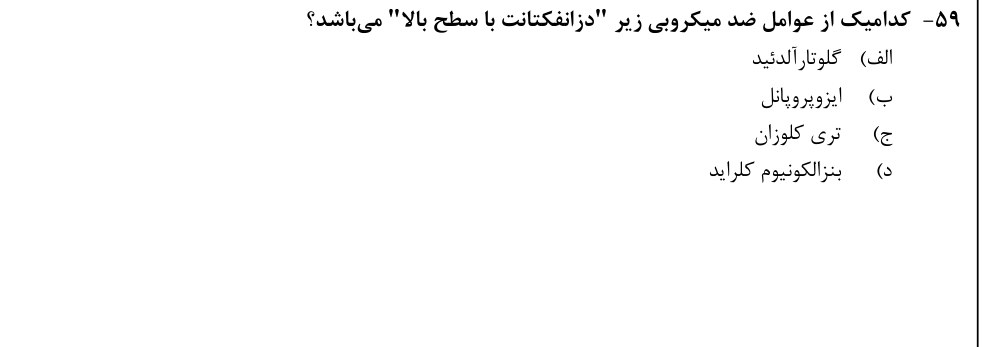 ۵۹- کدامیک از عوامل ضد میکروبی زیر "دزانفکتانت با سطح بالا" می‌باشد؟
الف) گلوتارآلدئید
ب) ایزوپروپانل
ج) تری کلوزان
د) بنزالکونیوم کلراید